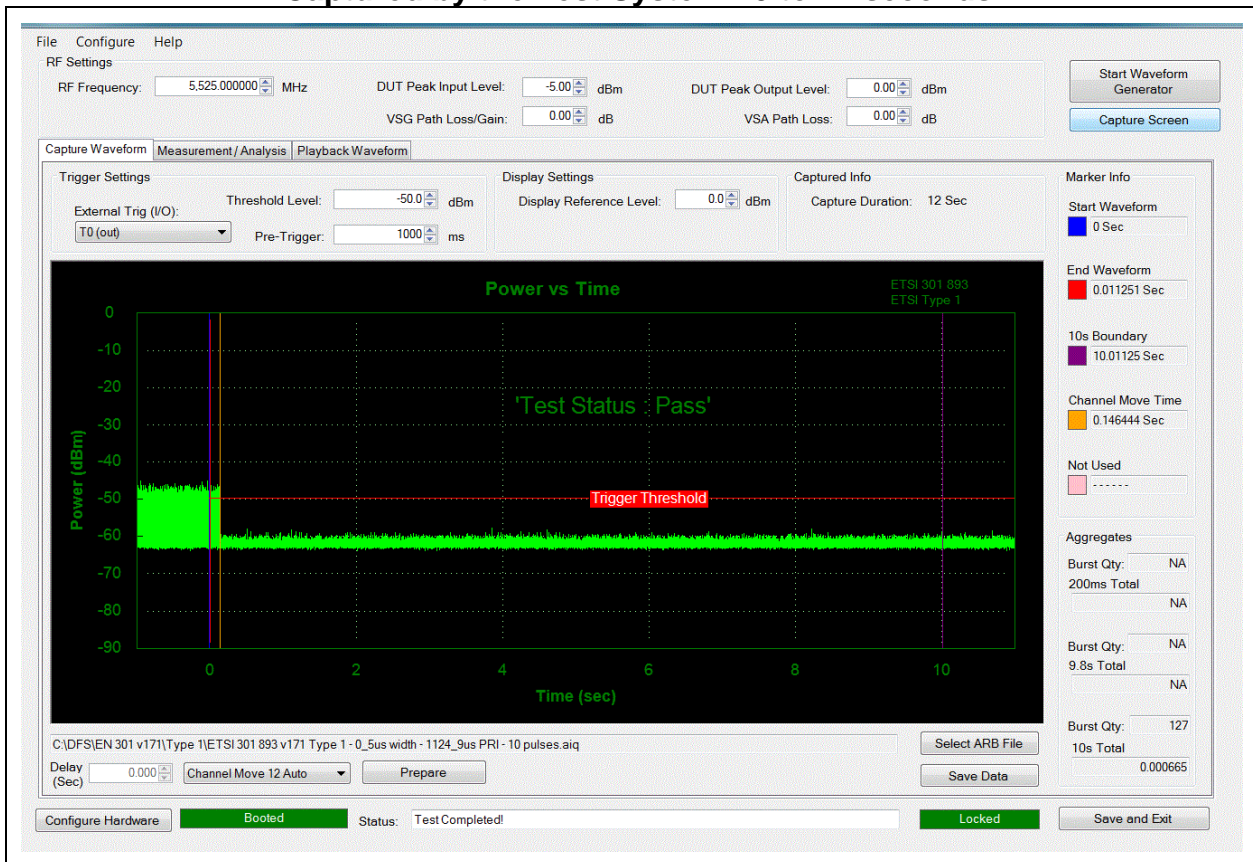 File Configure Help
RF Settings
RF Frequency: 5,525.000000 MHz DUT Peak Input Level: -5.00 dBm DUT Peak Output Level: 0.00 dBm
VSG Path Loss/Gain: 0.00 dB VSA Path Loss: 0.00 dB
Start Waveform
Generator
Capture Screen
Capture Waveform Measurement / Analysis Playback Waveform
Trigger Settings
Threshold Level: -50.0 dBm
External Trig (I/O):
T0 (out)
Pre-Trigger: 1000 ms
Display Settings
Display Reference Level: 0.0 dBm
Captured Info
Capture Duration: 12 Sec
Marker Info
Start Waveform
0 Sec
End Waveform
0.011251 Sec
10s Boundary
10.01125 Sec
Channel Move Time
0.146444 Sec
Not Used
- - - - - -
Power vs Time
ETSI 301 893
ETSI Type 1
'Test Status : Pass'
Trigger Threshold
Power (dBm)
0
-10
-20
-30
-40
-50
-60
-70
-80
-90
0 2 4 6 8 10
Time (sec)
Aggregates
Burst Qty: NA
200ms Total
NA
Burst Qty: NA
9.8s Total
NA
Burst Qty: 127
10s Total
0.000665
C:\DFS\EN 301 v171\Type 1\ETSI 301 893 v171 Type 1 - 0_5us width - 1124_9us PRI - 10 pulses.aiq
Select ARB File
Delay
(Sec) 0.000 Channel Move 12 Auto Prepare
Save Data
Configure Hardware Booted Status: Test Completed! Locked Save and Exit